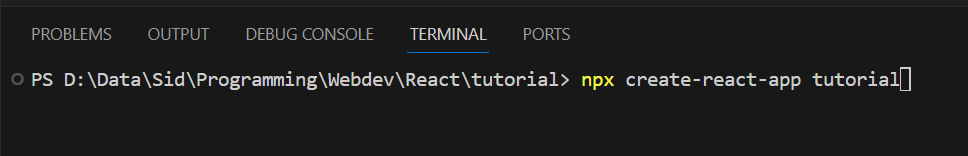 PROBLEMS OUTPUT DEBUG CONSOLE TERMINAL PORTS
PS D:\Data\Sid\Programming\Webdev\React\tutorial> npx create-react-app tutorial